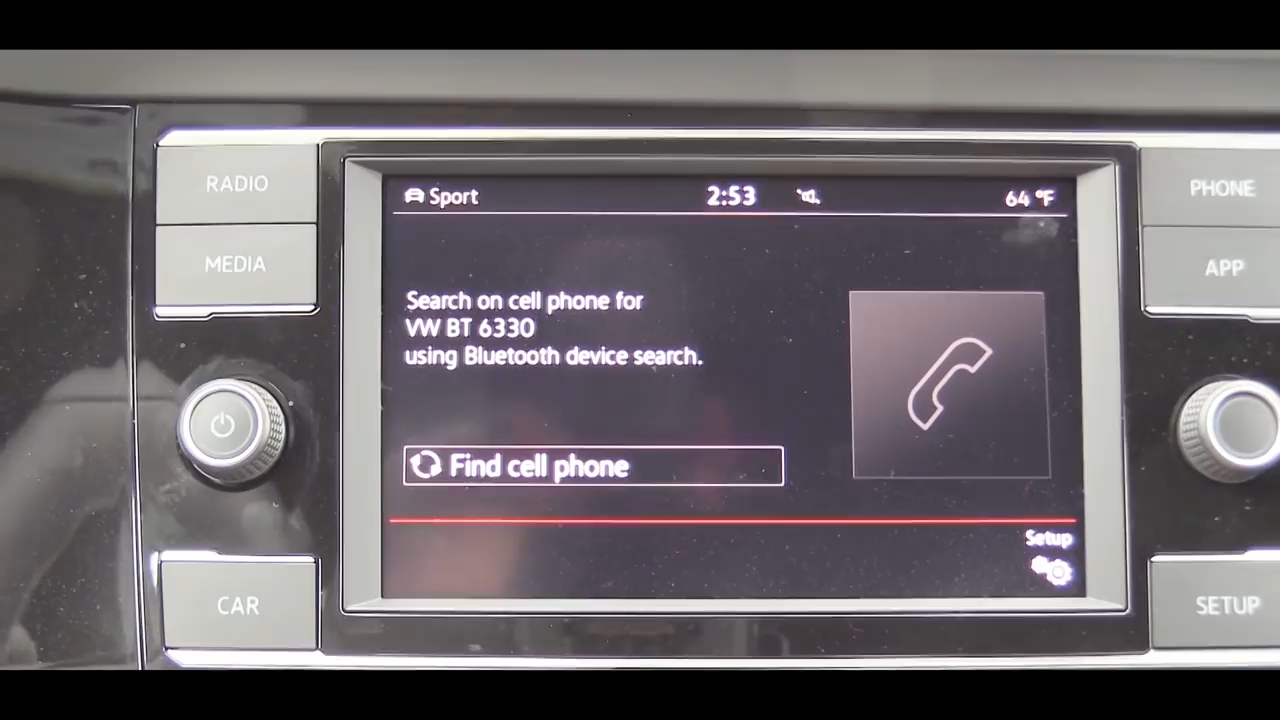 RADIO
MEDIA
CAR
Sport
2:53
64 °F
Search on cell phone for
VW BT 6330
using Bluetooth device search.
Find cell phone
Setup
PHONE
APP
SETUP